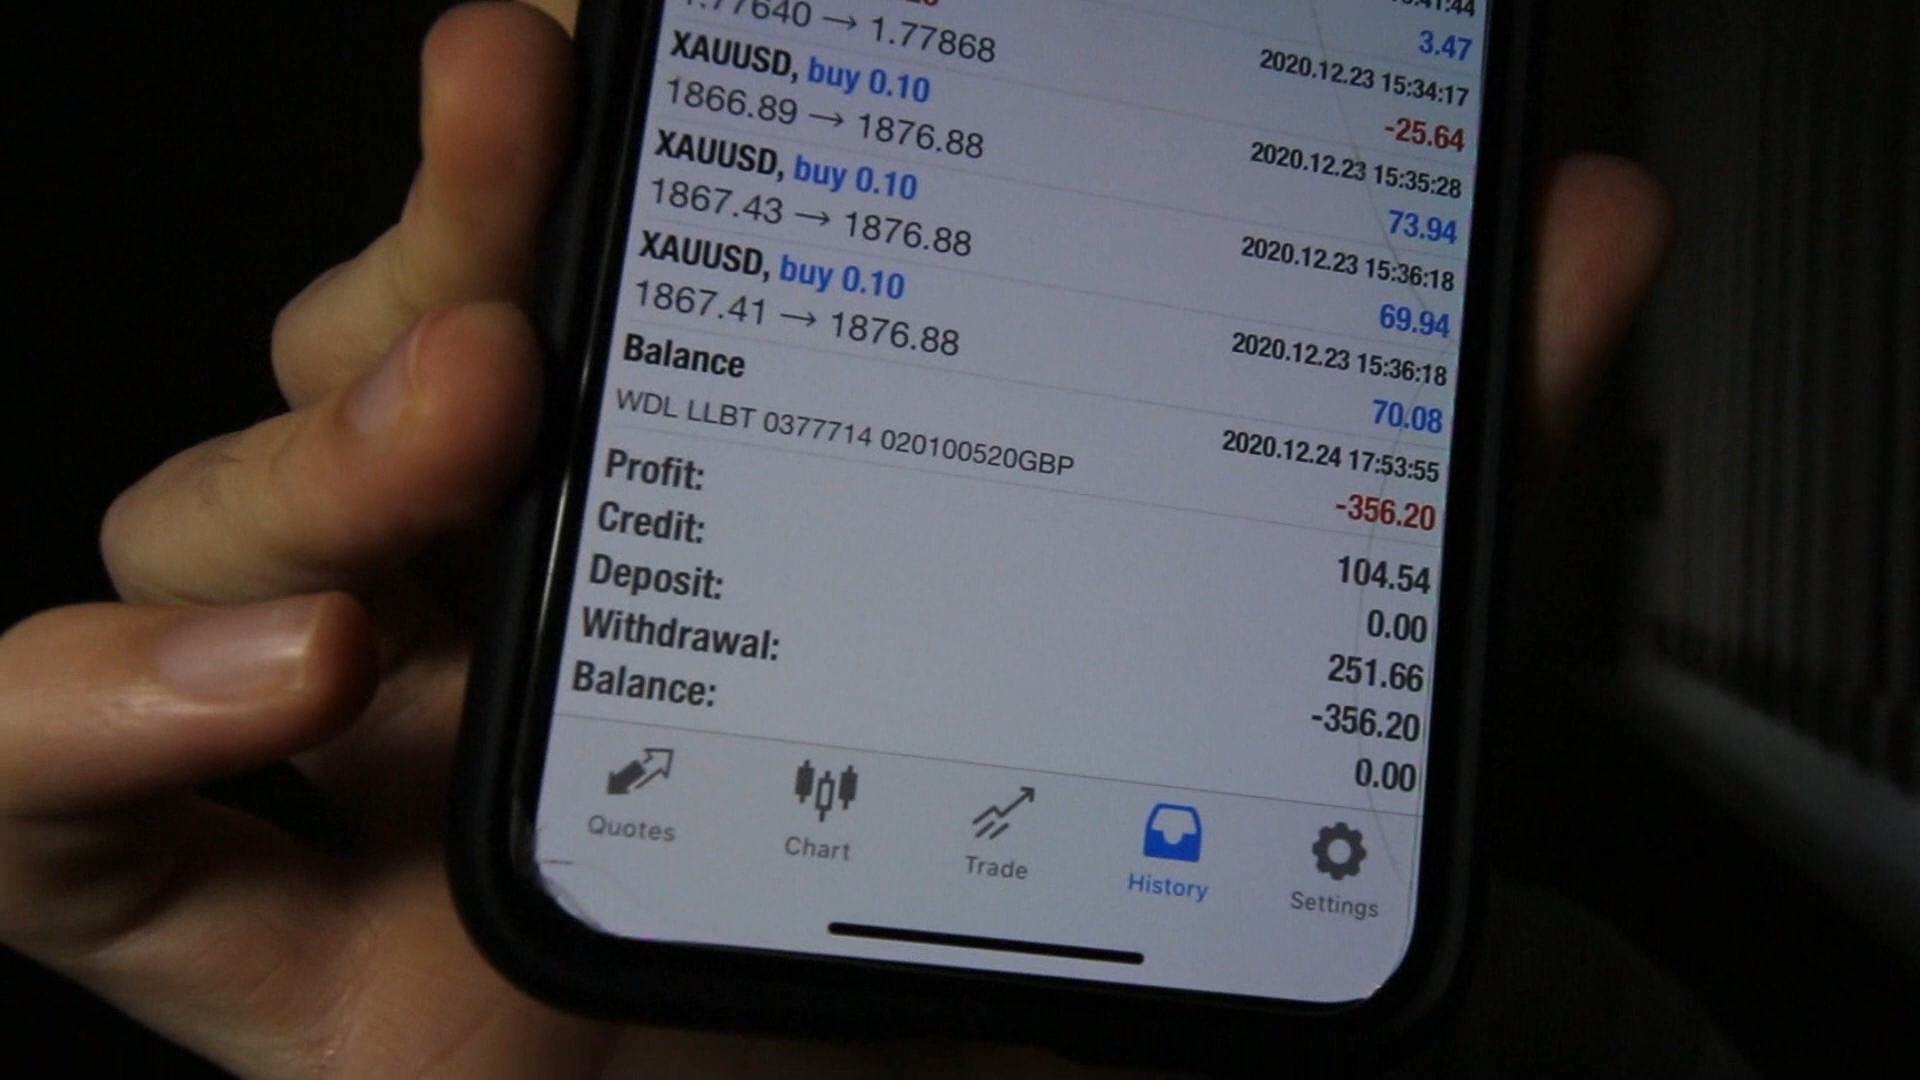 3.47
1.77640 → 1.77868
2020.12.23 15:34:17
-25.64
XAUUSD, buy 0.10
1866.89 → 1876.88
2020.12.23 15:35:28
73.94
XAUUSD, buy 0.10
1867.43 → 1876.88
2020.12.23 15:36:18
69.94
XAUUSD, buy 0.10
1867.41 → 1876.88
2020.12.23 15:36:18
70.08
Balance
WDL LLBT 0377714 020100520GBP
2020.12.24 17:53:55
-356.20
Profit: 104.54
Credit: 0.00
Deposit: 251.66
Withdrawal: -356.20
Balance: 0.00
Quotes Chart Trade History Settings